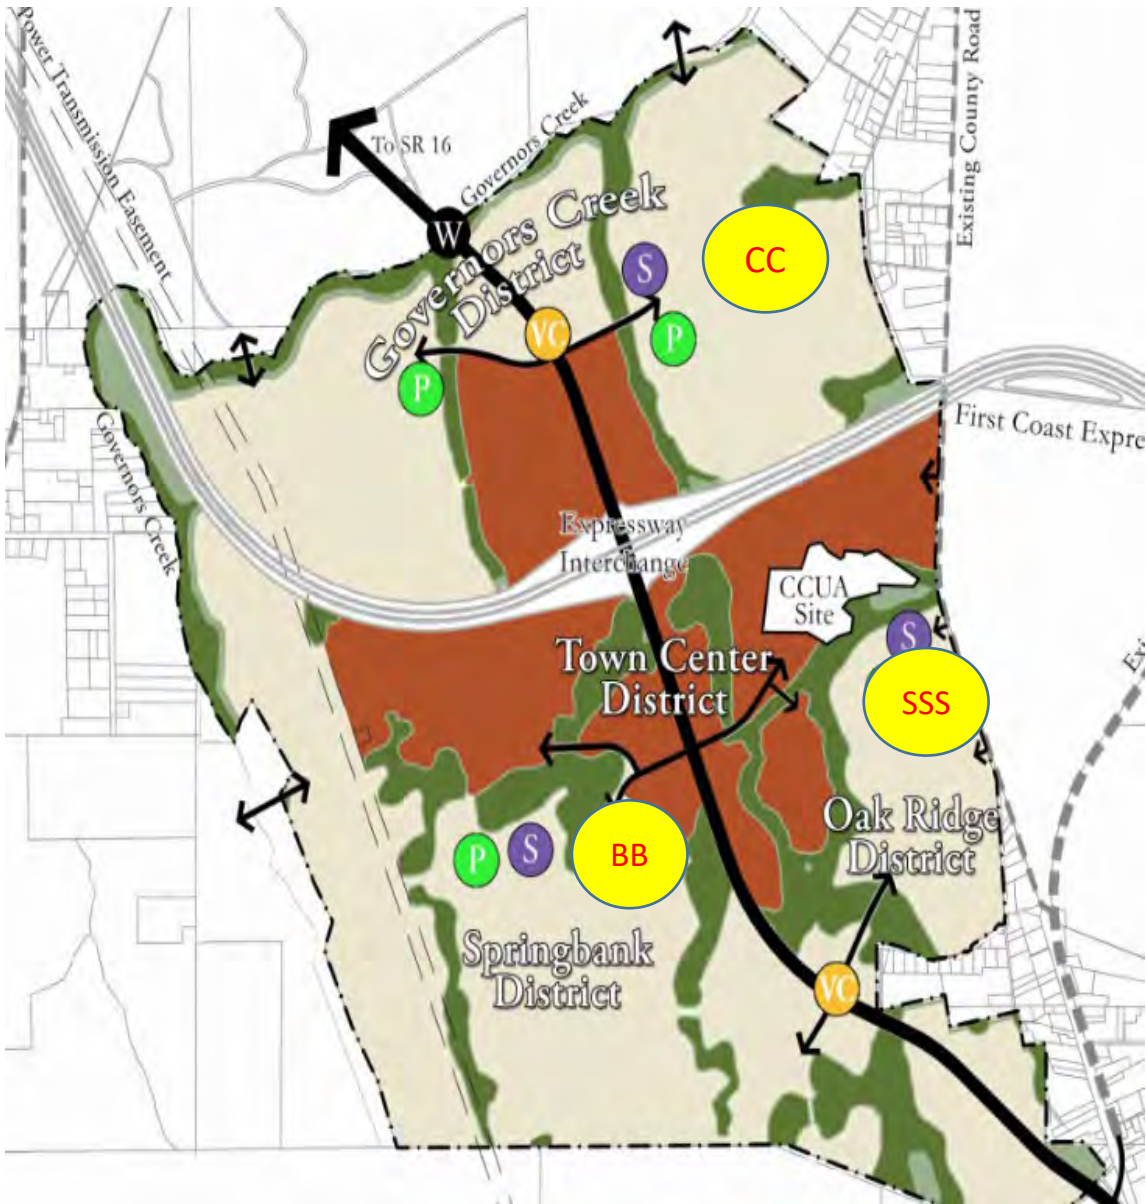 Power Transmission Easement
Existing County Road
To SR 16
Governors Creek
W
Governors Creek
District
S
CC
VC
P
P
First Coast Expre
Governors Creek
Expressway
Interchange
CCUA
Site
S
Town Center
District
SSS
Exi
Oak Ridge
District
P
S
BB
Springbank
District
VC